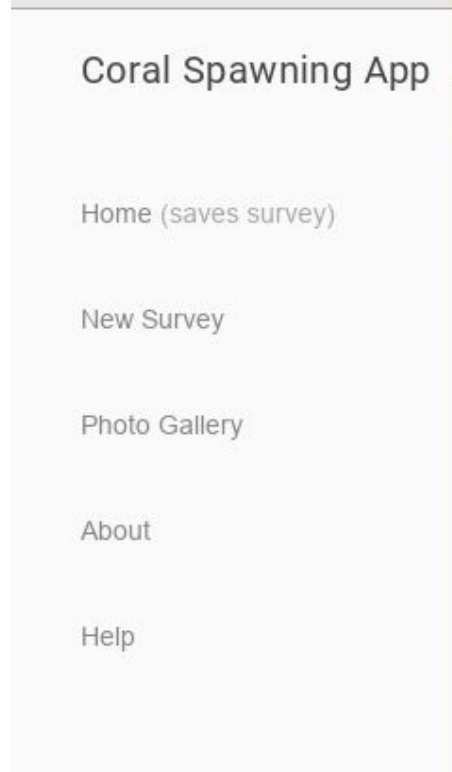 Coral Spawning App
Home (saves survey)
New Survey
Photo Gallery
About
Help